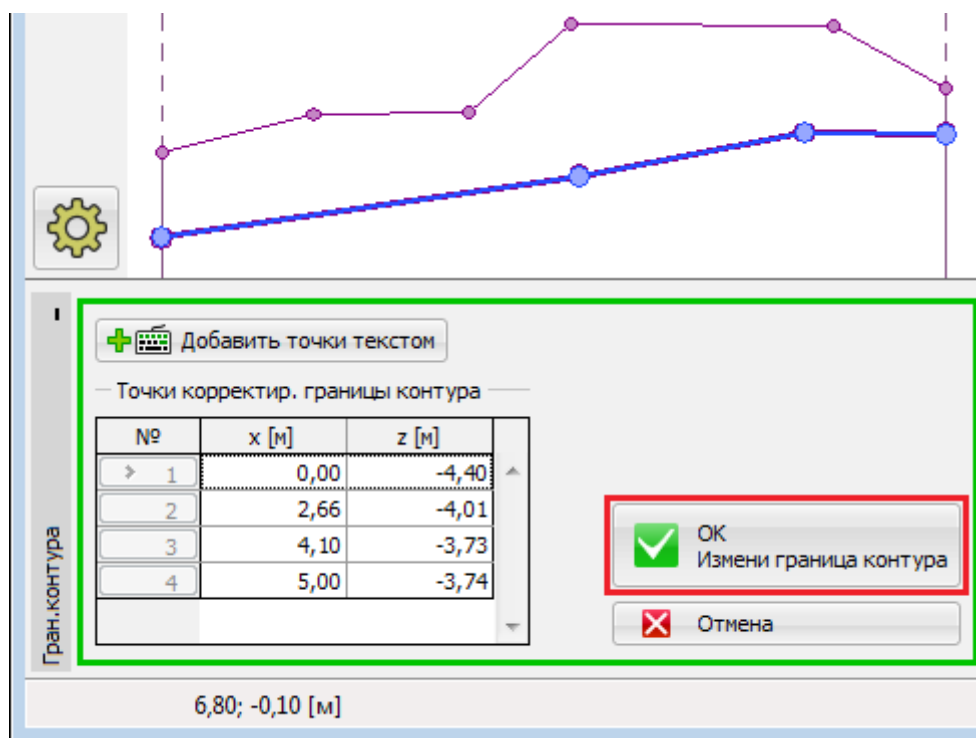 Добавить точки текстом
Точки корректир. границы контура
№ x [м] z [м]
1 0,00 -4,40
2 2,66 -4,01
3 4,10 -3,73
4 5,00 -3,74
OK
Измени граница контура
Отмена
Гран.контура
6,80; -0,10 [м]